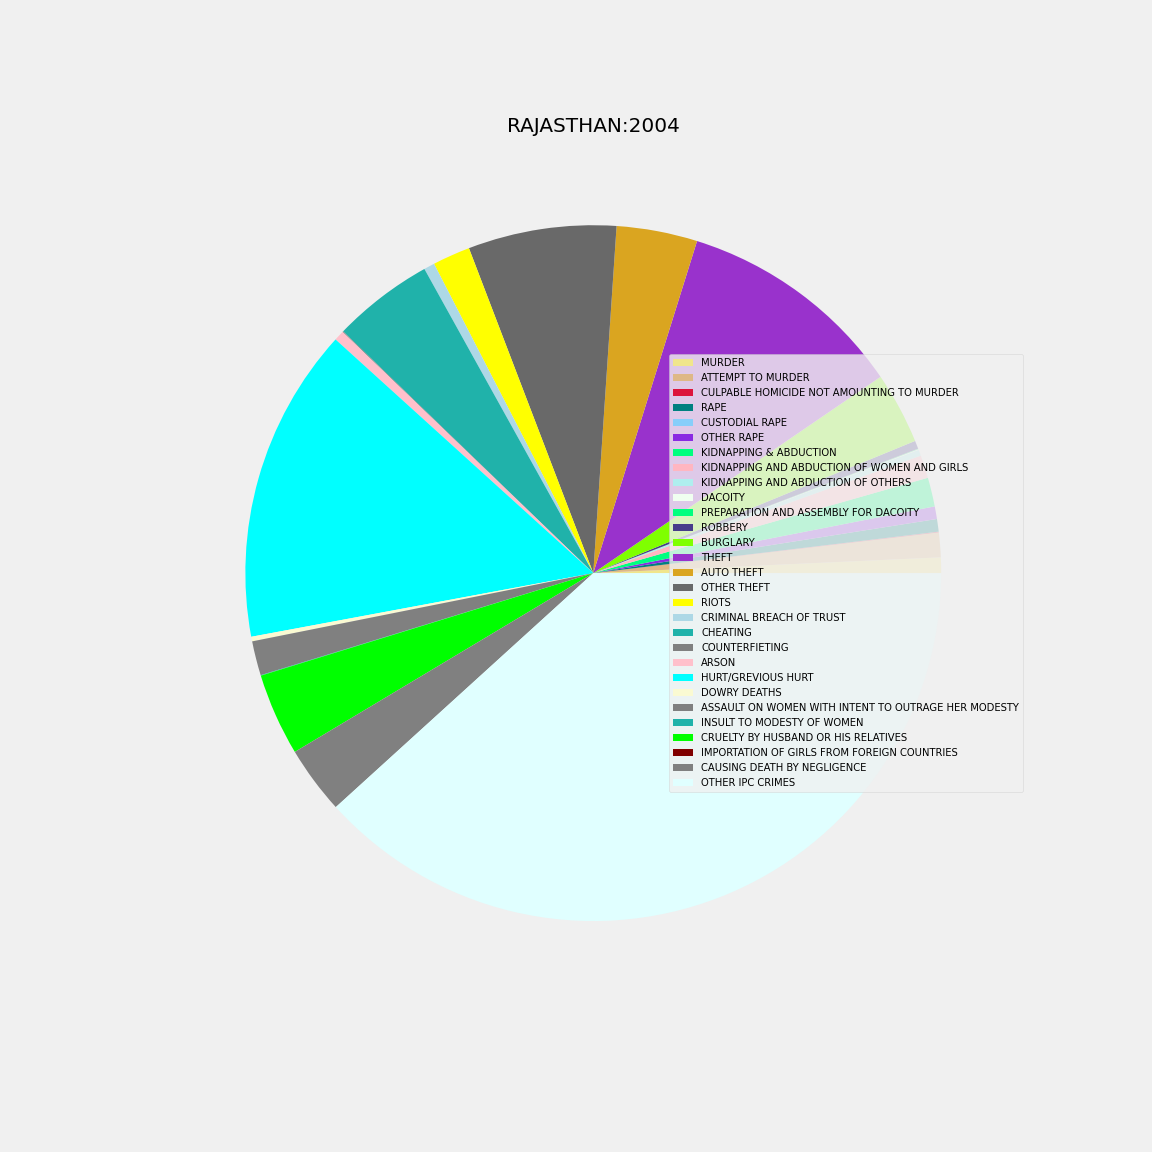 RAJASTHAN:2004
MURDER
ATTEMPT TO MURDER
CULPABLE HOMICIDE NOT AMOUNTING TO MURDER
RAPE
CUSTODIAL RAPE
OTHER RAPE
KIDNAPPING & ABDUCTION
KIDNAPPING AND ABDUCTION OF WOMEN AND GIRLS
KIDNAPPING AND ABDUCTION OF OTHERS
DACOITY
PREPARATION AND ASSEMBLY FOR DACOITY
ROBBERY
BURGLARY
THEFT
AUTO THEFT
OTHER THEFT
RIOTS
CRIMINAL BREACH OF TRUST
CHEATING
COUNTERFIETING
ARSON
HURT/GREVIOUS HURT
DOWRY DEATHS
ASSAULT ON WOMEN WITH INTENT TO OUTRAGE HER MODESTY
INSULT TO MODESTY OF WOMEN
CRUELTY BY HUSBAND OR HIS RELATIVES
IMPORTATION OF GIRLS FROM FOREIGN COUNTRIES
CAUSING DEATH BY NEGLIGENCE
OTHER IPC CRIMES